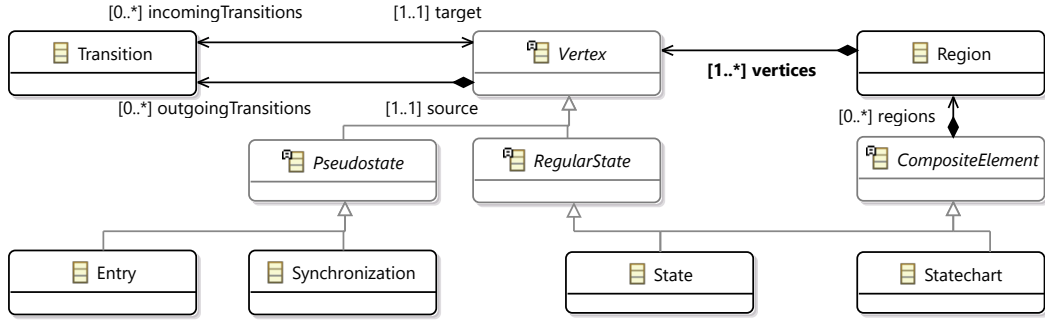 [0..*] incomingTransitions [1..1] target
Transition Vertex Region
[1..*] vertices
[0..*] outgoingTransitions [1..1] source [0..*] regions
Pseudostate RegularState CompositeElement
Entry Synchronization State Statechart